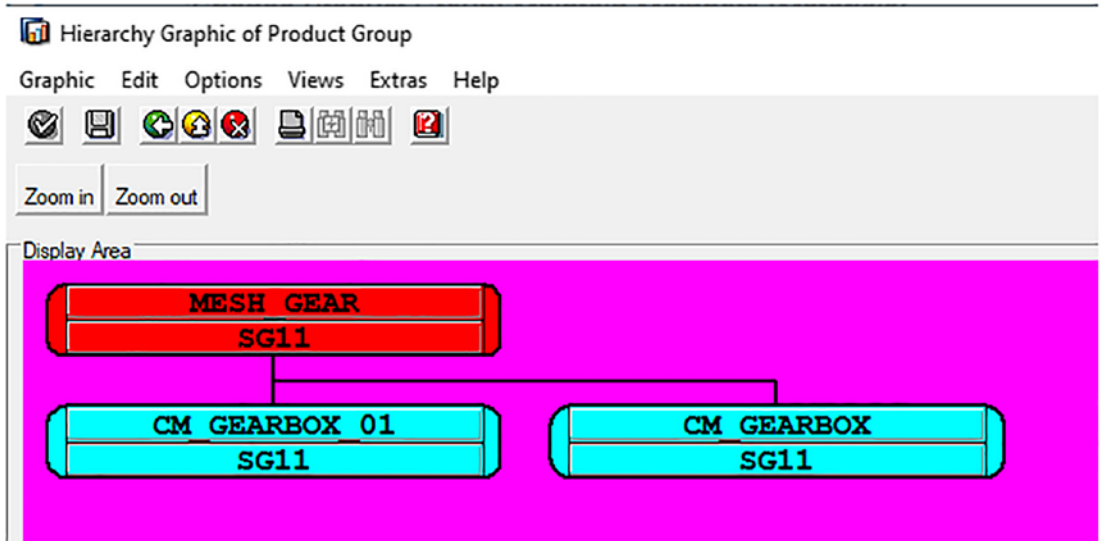 Hierarchy Graphic of Product Group
Graphic Edit Options Views Extras Help
Zoom in Zoom out
Display Area
MESH_GEAR
SG11
CM_GEARBOX_01 CM_GEARBOX
SG11 SG11